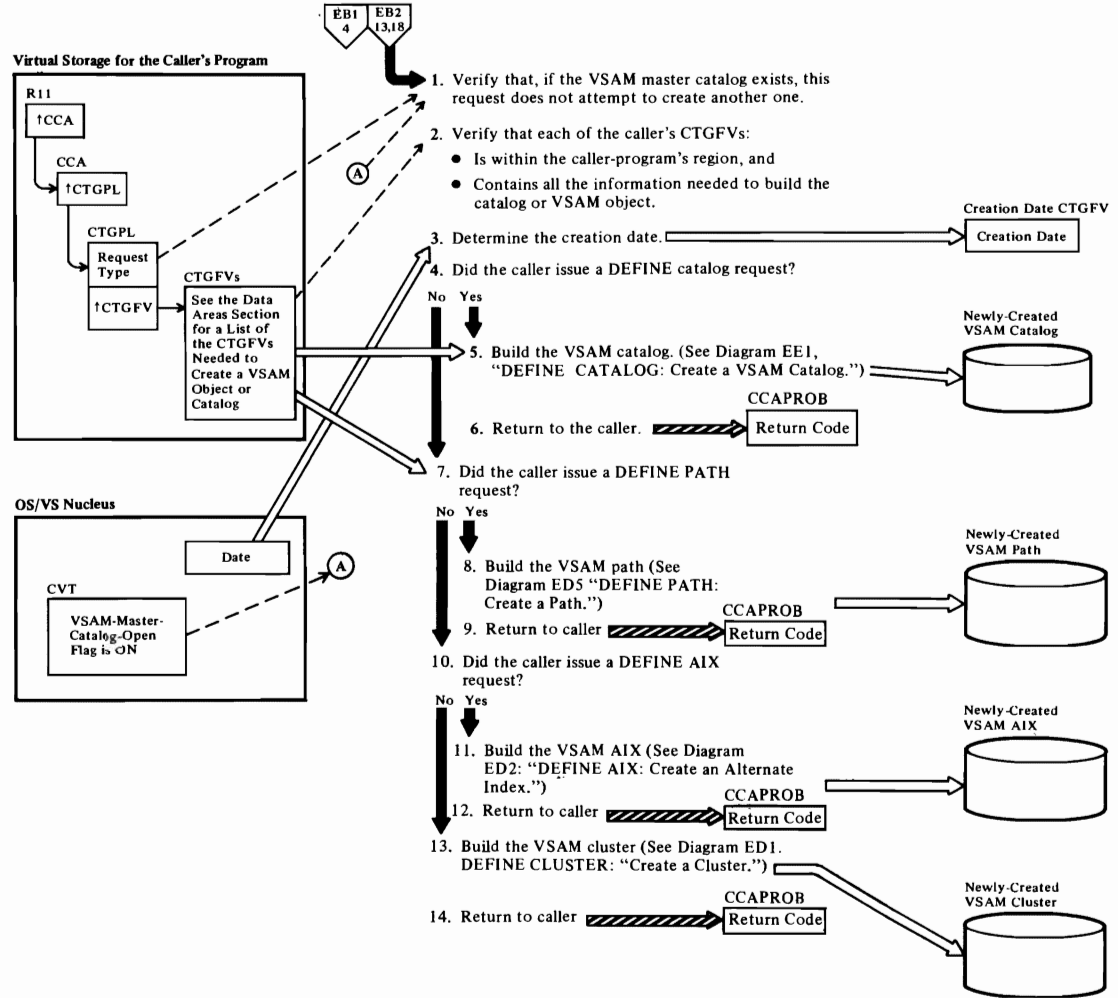 EB1
4
EB2
13,18
Virtual Storage for the Caller's Program
R11
↑CCA
CCA
↑CTGPL
CTGPL
Request
Type
↑CTGFV
CTGFVs
See the Data
Areas Section
for a List of
the CTGFVs
Needed to
Create a VSAM
Object or
Catalog
OS/VS Nucleus
Date
CVT
VSAM-Master-
Catalog-Open
Flag is ON
A
1. Verify that, if the VSAM master catalog exists, this
request does not attempt to create another one.
2. Verify that each of the caller's CTGFVs:
● Is within the caller-program's region, and
● Contains all the information needed to build the
catalog or VSAM object.
A
3. Determine the creation date.
Creation Date CTGFV
Creation Date
4. Did the caller issue a DEFINE catalog request?
No Yes
5. Build the VSAM catalog. (See Diagram EE1,
"DEFINE CATALOG: Create a VSAM Catalog.")
Newly-Created
VSAM Catalog
CCAPROB
6. Return to the caller.
Return Code
7. Did the caller issue a DEFINE PATH
request?
No Yes
8. Build the VSAM path (See
Diagram ED5 "DEFINE PATH:
Create a Path.")
Newly-Created
VSAM Path
CCAPROB
9. Return to caller
Return Code
10. Did the caller issue a DEFINE AIX
request?
No Yes
11. Build the VSAM AIX (See Diagram
ED2: "DEFINE AIX: Create an Alternate
Index.")
Newly-Created
VSAM AIX
CCAPROB
12. Return to caller
Return Code
13. Build the VSAM cluster (See Diagram ED1.
DEFINE CLUSTER: "Create a Cluster.")
Newly-Created
VSAM Cluster
CCAPROB
14. Return to caller
Return Code